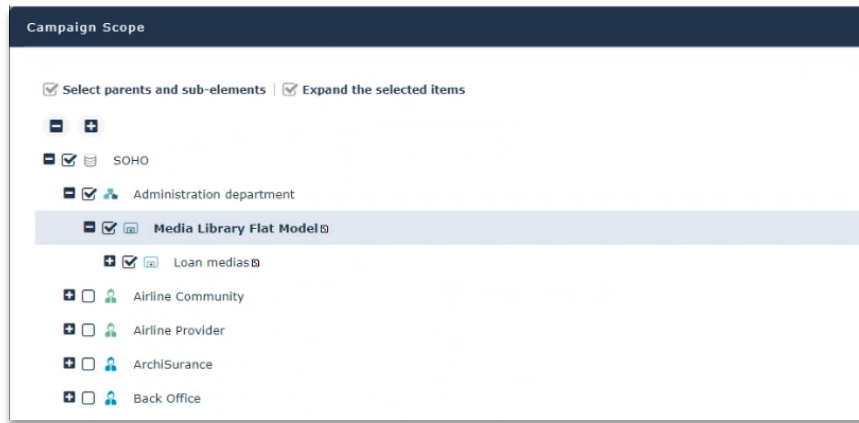 Campaign Scope
Select parents and sub-elements | Expand the selected items
SOHO
Administration department
Media Library Flat Model
Loan medias
Airline Community
Airline Provider
ArchiSurance
Back Office